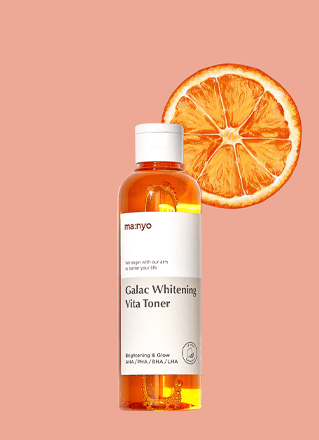 ma:nyo
We begin with our aim
to better your life
Galac Whitening
Vita Toner
Brightening & Glow
AHA / PHA / BHA / LHA